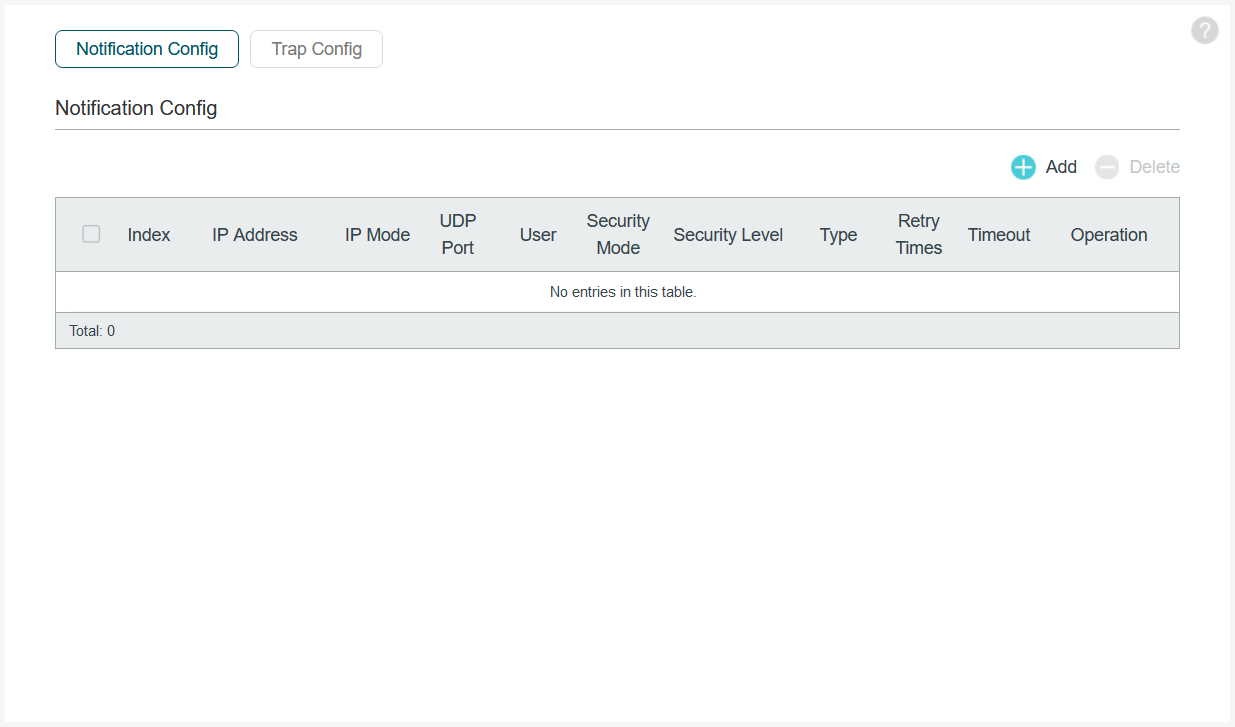 Notification Config
Trap Config
?
Notification Config
Add
Delete
Index
IP Address
IP Mode
UDP
Port
User
Security
Mode
Security Level
Type
Retry
Times
Timeout
Operation
No entries in this table.
Total: 0